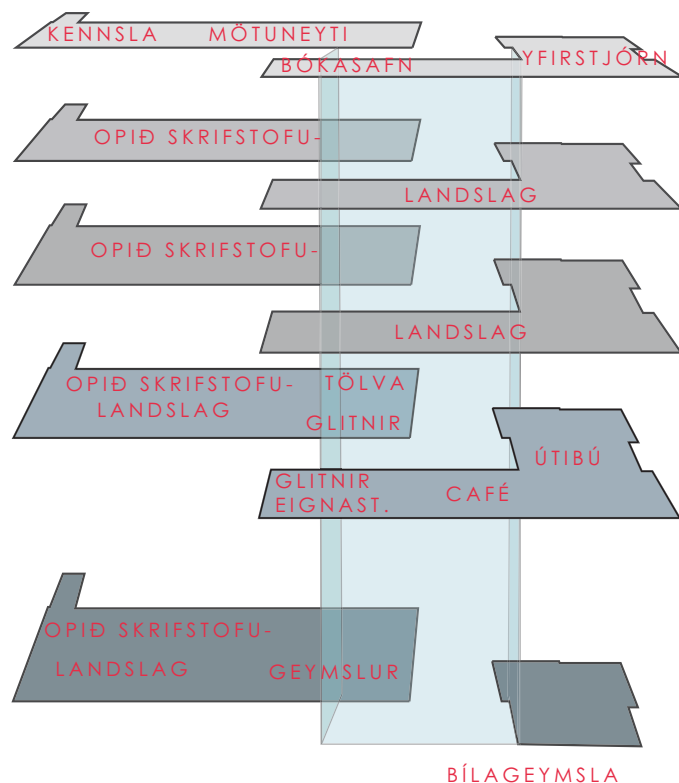 KENNSLA MÖTUNEYTI
BÓKASAFN YFIRSTJÓRN
OPIÐ SKRIFSTOFU-
LANDSLAG
OPIÐ SKRIFSTOFU-
LANDSLAG
OPIÐ SKRIFSTOFU- TÖLVA
LANDSLAG GLITNIR
ÚTIBÚ
GLITNIR
EIGNAST. CAFÉ
OPIÐ SKRIFSTOFU-
LANDSLAG GEYMSLUR
BÍLAGEYMSLA